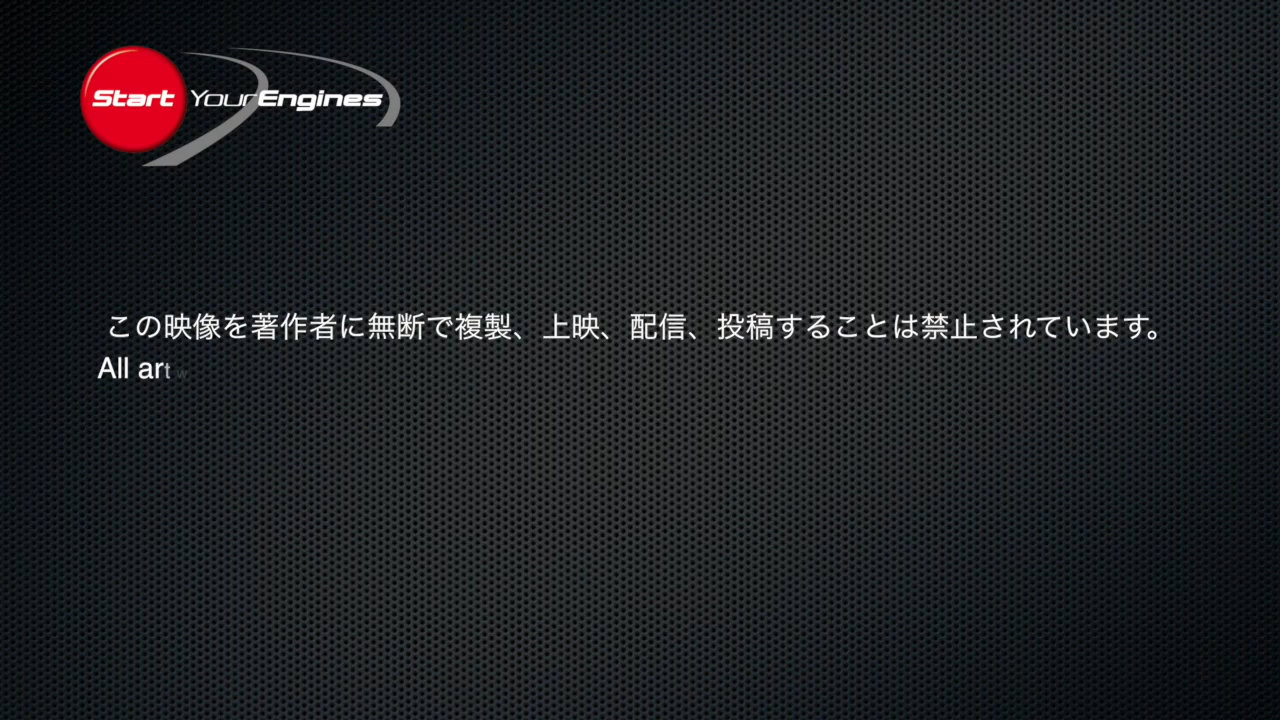 Start YourEngines
この映像を著作者に無断で複製、上映、配信、投稿することは禁止されています。
All art w